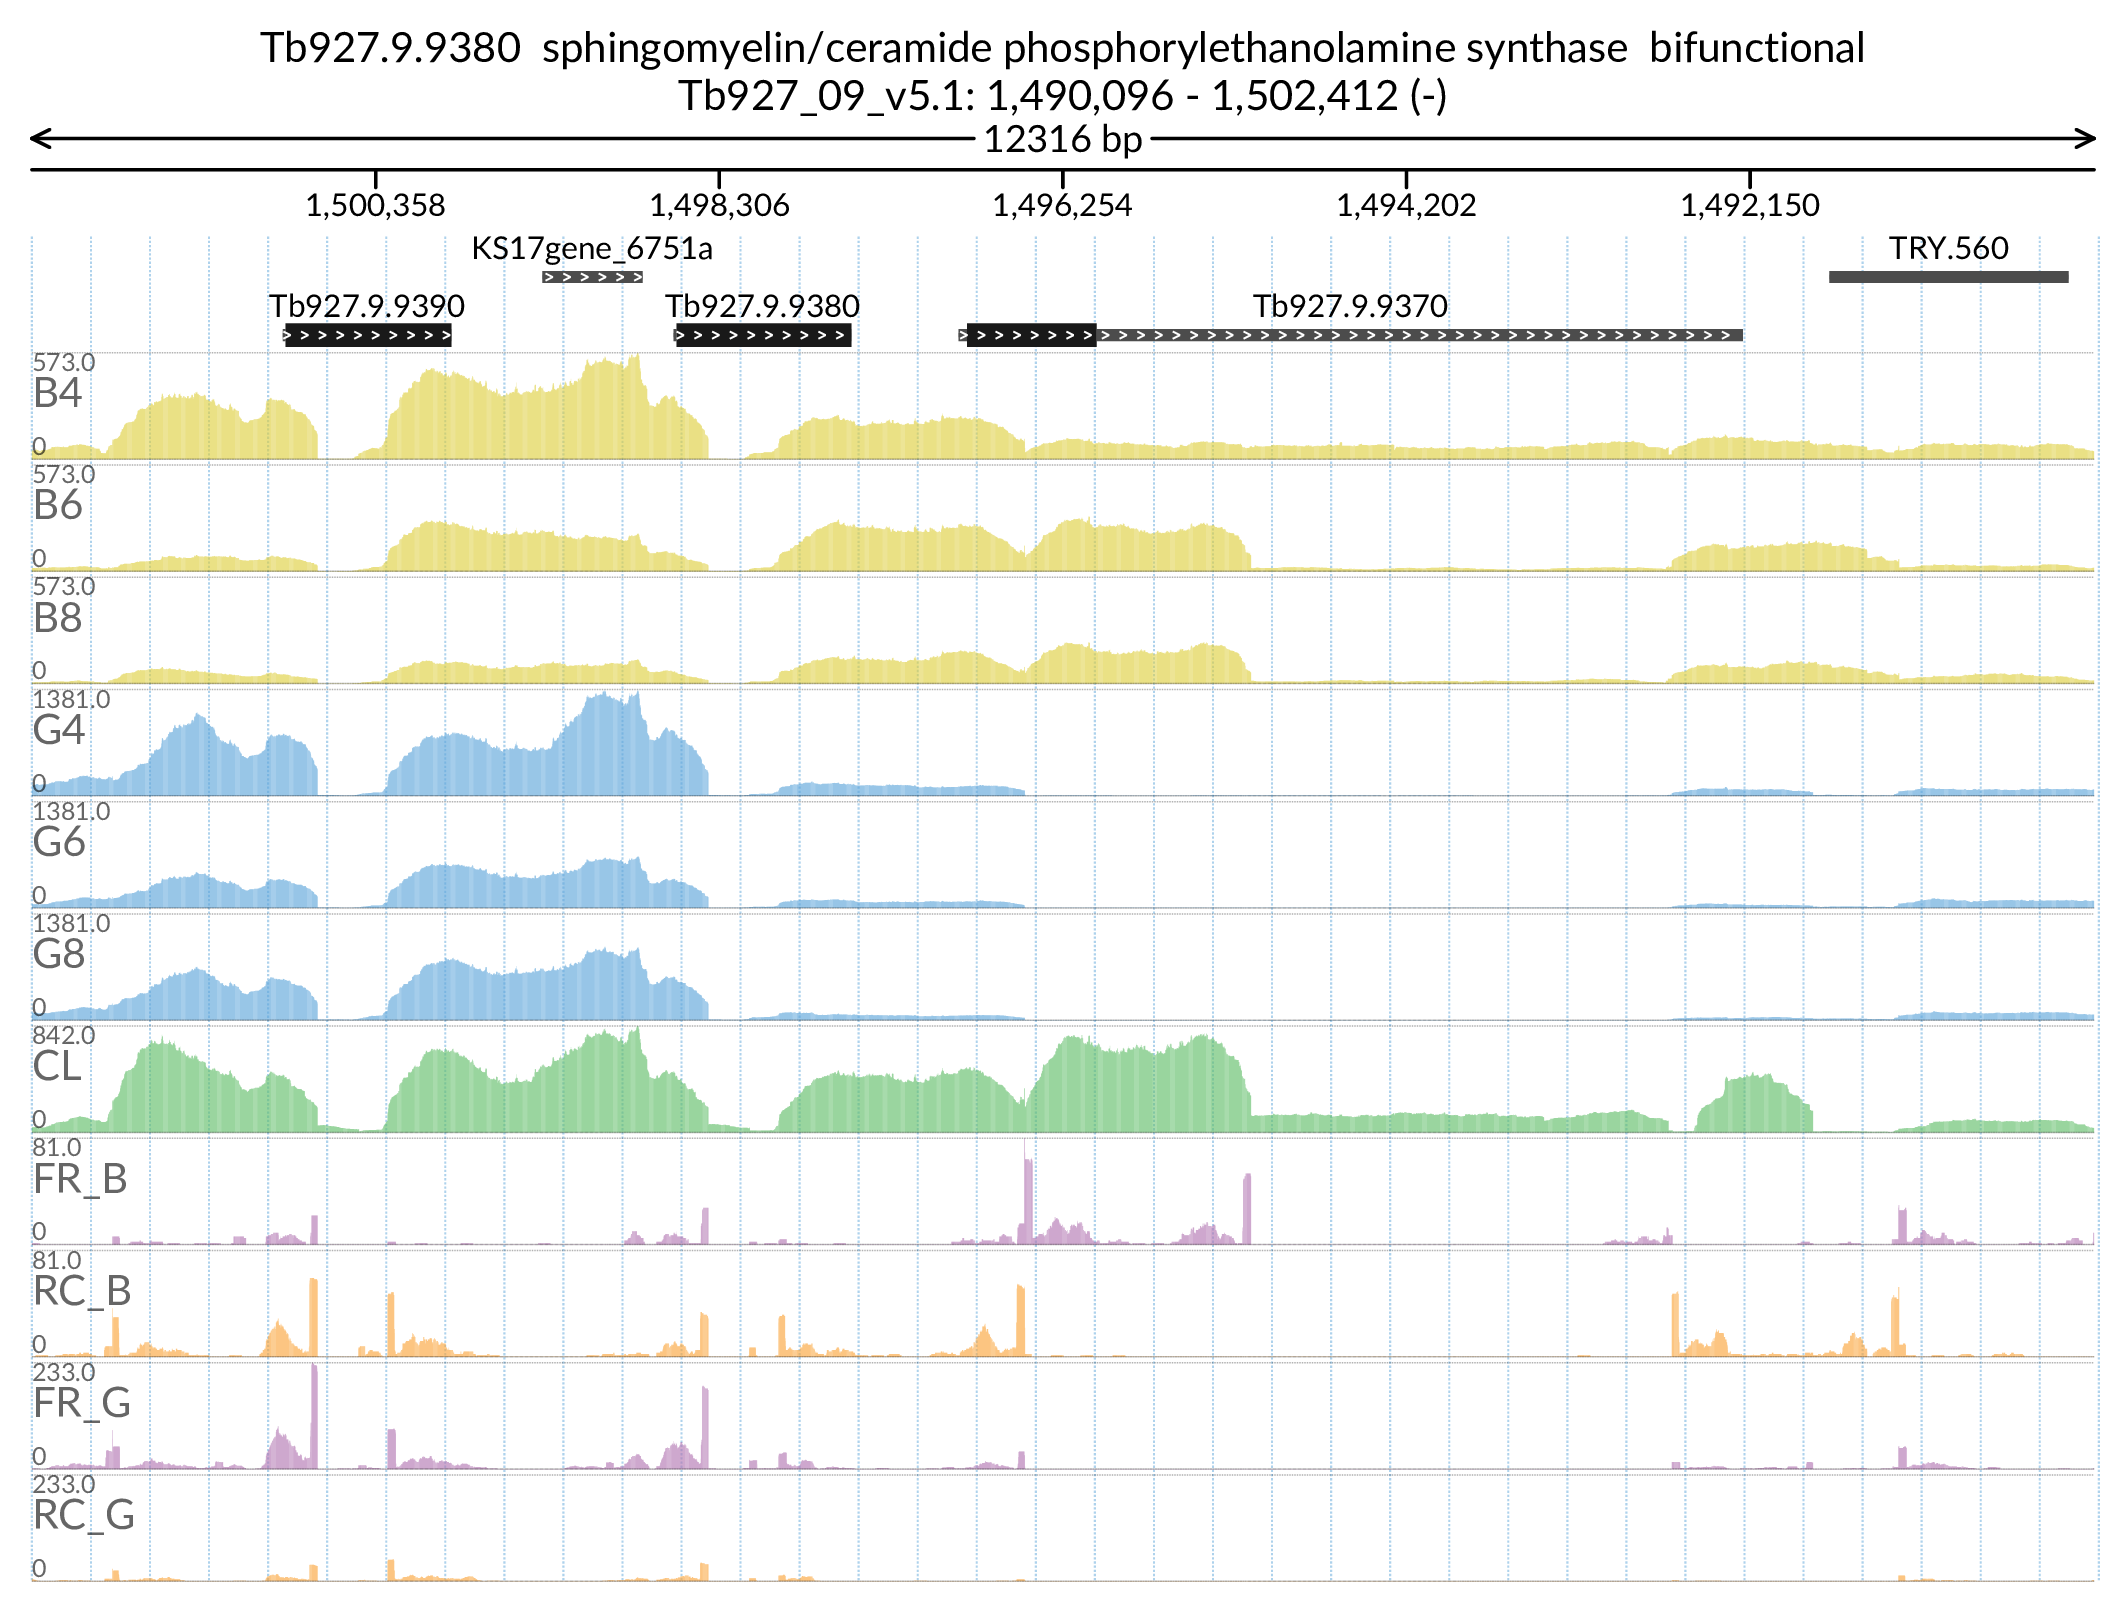 Tb927.9.9380  sphingomyelin/ceramide phosphorylethanolamine synthase  bifunctional
Tb927_09_v5.1: 1,490,096 - 1,502,412 (-)
12316 bp
1,500,358 1,498,306 1,496,254 1,494,202 1,492,150
KS17gene_6751a TRY.560
Tb927.9.9390 Tb927.9.9380 Tb927.9.9370
573.0
B4
0
573.0
B6
0
573.0
B8
0
1381.0
G4
0
1381.0
G6
0
1381.0
G8
0
842.0
CL
0
81.0
FR_B
0
81.0
RC_B
0
233.0
FR_G
0
233.0
RC_G
0